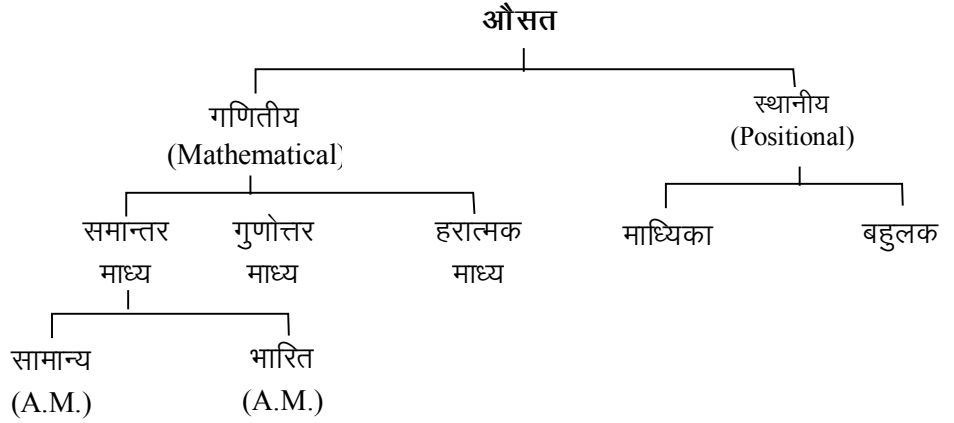 औसत
गणितीय
(Mathematical)
स्थानीय
(Positional)
समान्तर
माध्य
गुणोत्तर
माध्य
हरात्मक
माध्य
माध्यिका
बहुलक
सामान्य
(A.M.)
भारित
(A.M.)